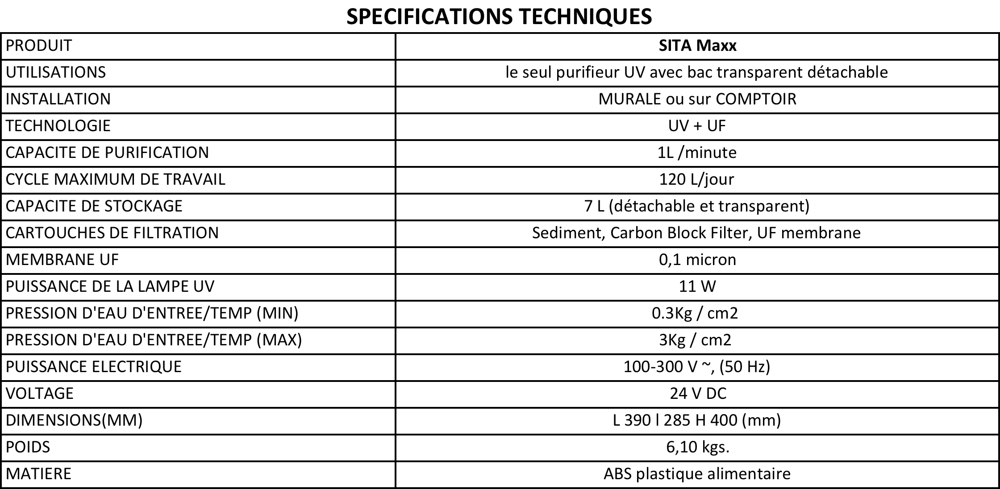 SPECIFICATIONS TECHNIQUES
PRODUIT SITA Maxx
UTILISATIONS le seul purifieur UV avec bac transparent détachable
INSTALLATION MURALE ou sur COMPTOIR
TECHNOLOGIE UV + UF
CAPACITE DE PURIFICATION 1L /minute
CYCLE MAXIMUM DE TRAVAIL 120 L/jour
CAPACITE DE STOCKAGE 7 L (détachable et transparent)
CARTOUCHES DE FILTRATION Sediment, Carbon Block Filter, UF membrane
MEMBRANE UF 0,1 micron
PUISSANCE DE LA LAMPE UV 11 W
PRESSION D'EAU D'ENTREE/TEMP (MIN) 0.3Kg / cm2
PRESSION D'EAU D'ENTREE/TEMP (MAX) 3Kg / cm2
PUISSANCE ELECTRIQUE 100-300 V ~, (50 Hz)
VOLTAGE 24 V DC
DIMENSIONS(MM) L 390 l 285 H 400 (mm)
POIDS 6,10 kgs.
MATIERE ABS plastique alimentaire